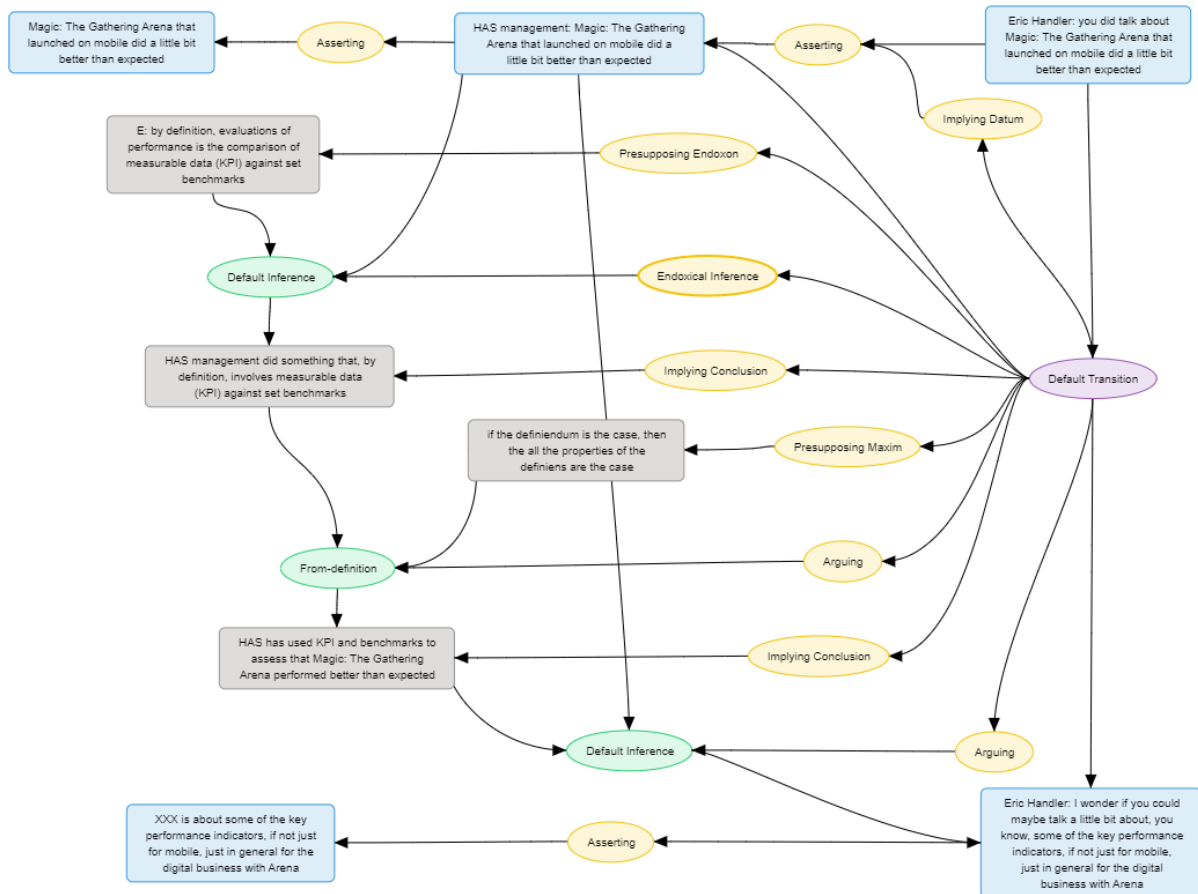 Magic: The Gathering Arena that
launched on mobile did a little bit
better than expected
Asserting
HAS management: Magic: The Gathering
Arena that launched on mobile did a
little bit better than expected
Asserting
Eric Handler: you did talk about
Magic: The Gathering Arena that
launched on mobile did a little bit
better than expected
Implying Datum
E: by definition, evaluations of
performance is the comparison of
measurable data (KPI) against set
benchmarks
Presupposing Endoxon
Default Inference
Endoxical Inference
HAS management did something that, by
definition, involves measurable data
(KPI) against set benchmarks
Implying Conclusion
Default Transition
if the definiendum is the case, then
the all the properties of the
definiens are the case
Presupposing Maxim
From-definition
Arguing
HAS has used KPI and benchmarks to
assess that Magic: The Gathering
Arena performed better than expected
Implying Conclusion
Default Inference
Arguing
XXX is about some of the key
performance indicators, if not just
for mobile, just in general for the
digital business with Arena
Asserting
Eric Handler: I wonder if you could
maybe talk a little bit about, you
know, some of the key performance
indicators, if not just for mobile,
just in general for the digital
business with Arena